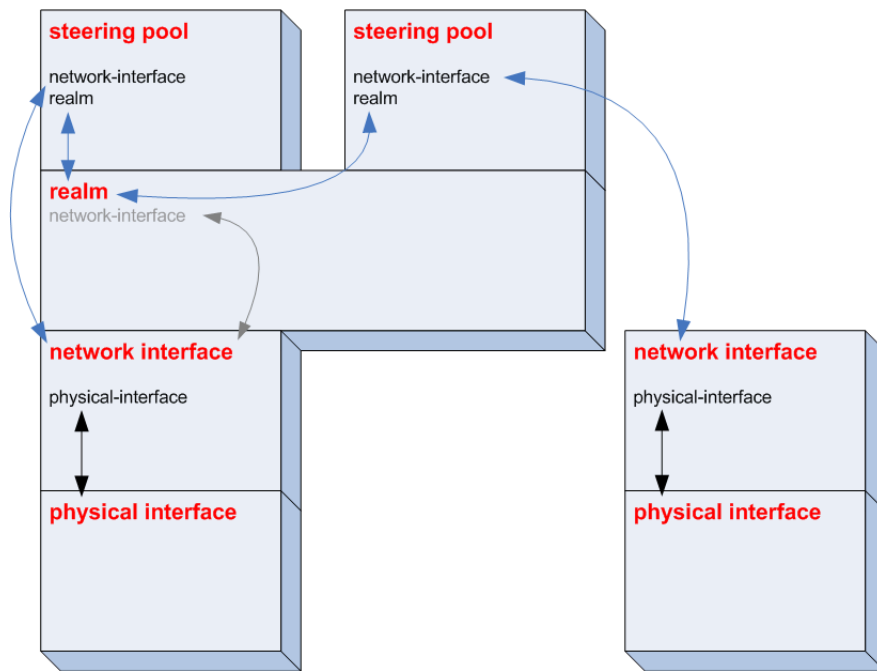 steering pool
network-interface
realm
steering pool
network-interface
realm
realm
network-interface
network interface
physical-interface
physical interface
network interface
physical-interface
physical interface